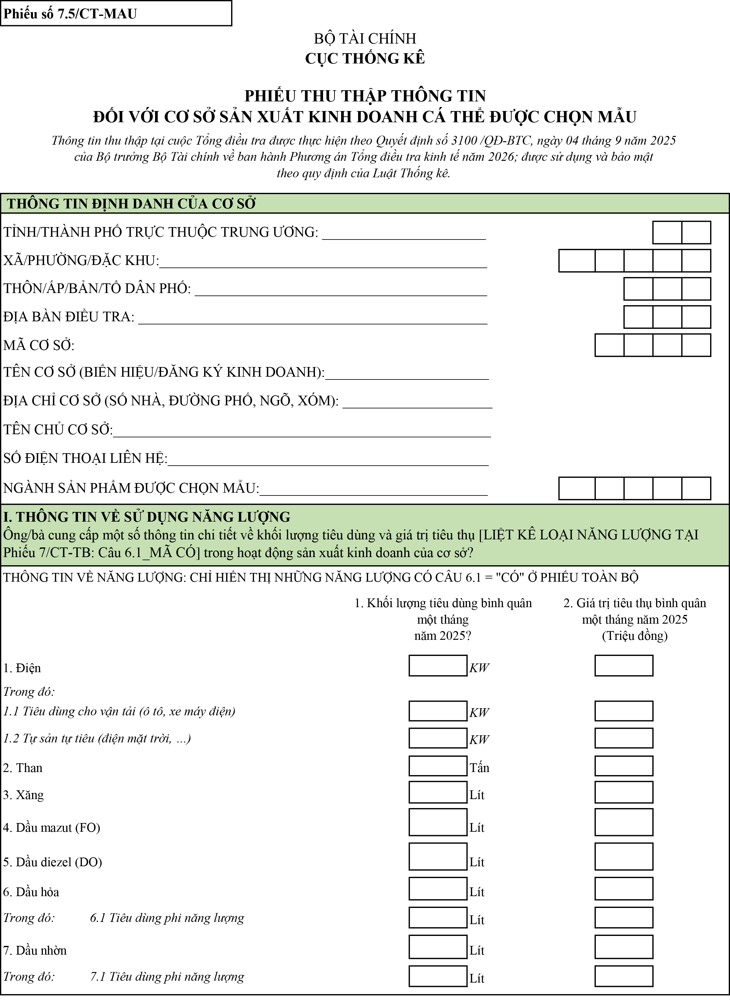 Phiếu số 7.5/CT-MAU
BỘ TÀI CHÍNH
CỤC THỐNG KÊ
PHIẾU THU THẬP THÔNG TIN
ĐỐI VỚI CƠ SỞ SẢN XUẤT KINH DOANH CÁ THỂ ĐƯỢC CHỌN MẪU
Thông tin thu thập tại cuộc Tổng điều tra được thực hiện theo Quyết định số 3100 /QĐ-BTC, ngày 04 tháng 9 năm 2025
của Bộ trưởng Bộ Tài chính về ban hành Phương án Tổng điều tra kinh tế năm 2026; được sử dụng và bảo mật
theo quy định của Luật Thống kê.
THÔNG TIN ĐỊNH DANH CỦA CƠ SỞ
TỈNH/THÀNH PHỐ TRỰC THUỘC TRUNG ƯƠNG:
XÃ/PHƯỜNG/ĐẶC KHU:
THÔN/ẤP/BẢN/TỔ DÂN PHỐ:
ĐỊA BÀN ĐIỀU TRA:
MÃ CƠ SỞ:
TÊN CƠ SỞ (BIỂN HIỆU/ĐĂNG KÝ KINH DOANH):
ĐỊA CHỈ CƠ SỞ (SỐ NHÀ, ĐƯỜNG PHỐ, NGÕ, XÓM):
TÊN CHỦ CƠ SỞ:
SỐ ĐIỆN THOẠI LIÊN HỆ:
NGÀNH SẢN PHẨM ĐƯỢC CHỌN MẪU:
I. THÔNG TIN VỀ SỬ DỤNG NĂNG LƯỢNG
Ông/bà cung cấp một số thông tin chi tiết về khối lượng tiêu dùng và giá trị tiêu thụ [LIỆT KÊ LOẠI NĂNG LƯỢNG TẠI
Phiếu 7/CT-TB: Câu 6.1_MÃ CÓ] trong hoạt động sản xuất kinh doanh của cơ sở?
THÔNG TIN VỀ NĂNG LƯỢNG: CHỈ HIỂN THỊ NHỮNG NĂNG LƯỢNG CÓ CÂU 6.1 = "CÓ" Ở PHIẾU TOÀN BỘ
1. Khối lượng tiêu dùng bình quân
một tháng
năm 2025?
2. Giá trị tiêu thụ bình quân
một tháng năm 2025
(Triệu đồng)
1. Điện KW
Trong đó:
1.1 Tiêu dùng cho vận tải (ô tô, xe máy điện) KW
1.2 Tự sản tự tiêu (điện mặt trời, ...) KW
2. Than Tấn
3. Xăng Lít
4. Dầu mazut (FO) Lít
5. Dầu diezel (DO) Lít
6. Dầu hỏa Lít
Trong đó: 6.1 Tiêu dùng phi năng lượng Lít
7. Dầu nhờn Lít
Trong đó: 7.1 Tiêu dùng phi năng lượng Lít